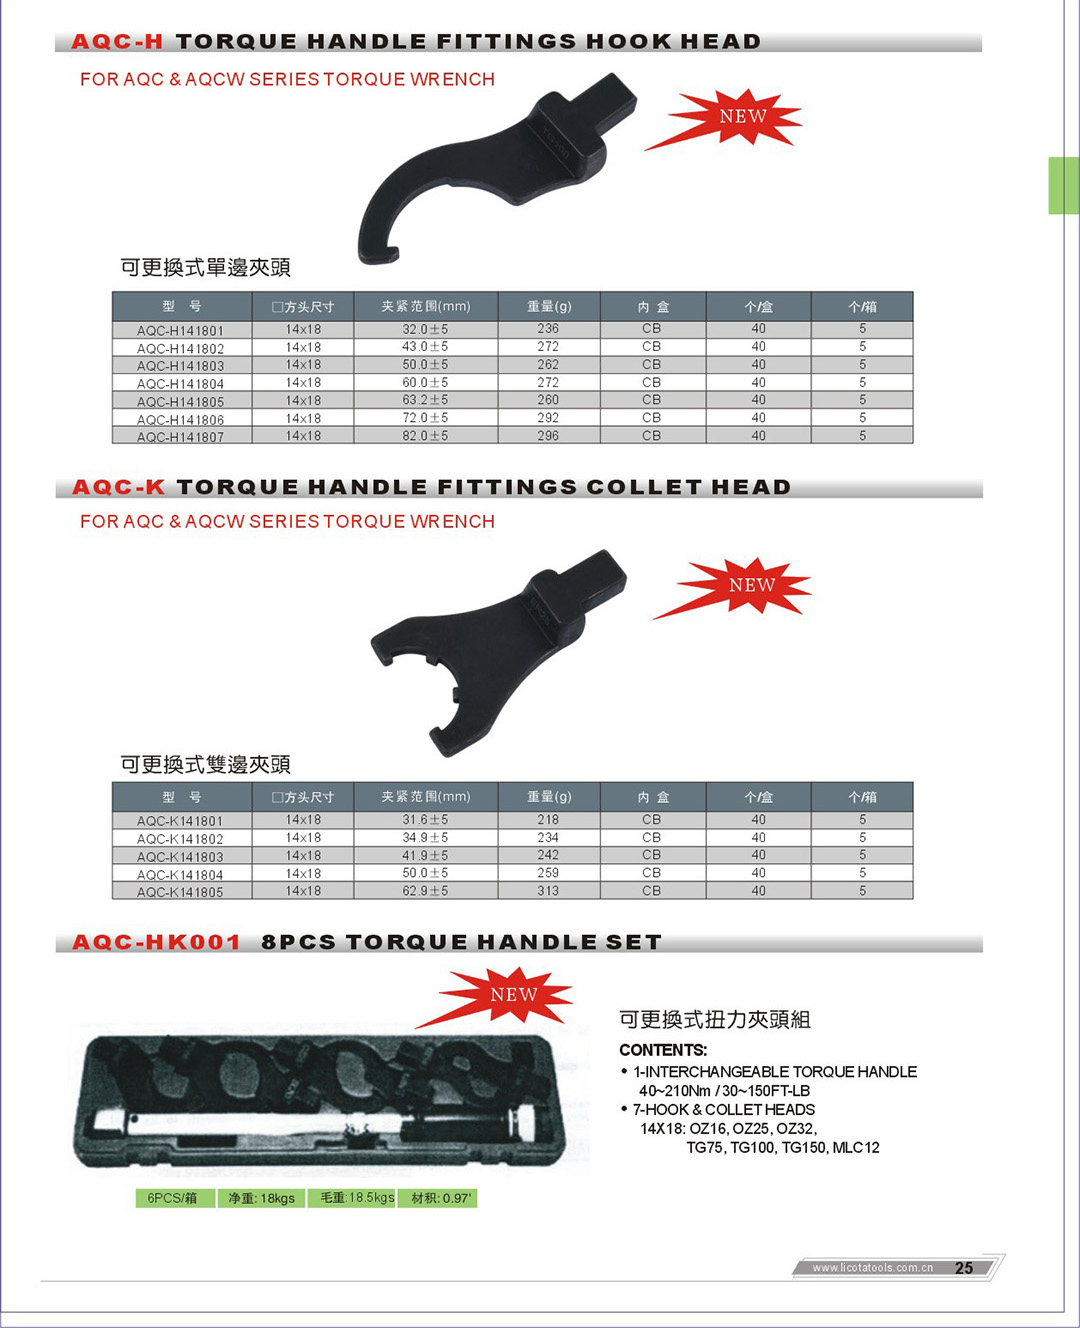 AQC-H TORQUE HANDLE FITTINGS HOOK HEAD
FOR AQC & AQCW SERIES TORQUE WRENCH
NEW
TG100
可更換式單邊夾頭
型 号 □方头尺寸 夹紧范围(mm) 重量(g) 内 盒 个/盒 个/箱
AQC-H141801 14x18 32.0±5 236 CB 40 5
AQC-H141802 14x18 43.0±5 272 CB 40 5
AQC-H141803 14x18 50.0±5 262 CB 40 5
AQC-H141804 14x18 60.0±5 272 CB 40 5
AQC-H141805 14x18 63.2±5 260 CB 40 5
AQC-H141806 14x18 72.0±5 292 CB 40 5
AQC-H141807 14x18 82.0±5 296 CB 40 5
AQC-K TORQUE HANDLE FITTINGS COLLET HEAD
FOR AQC & AQCW SERIES TORQUE WRENCH
NEW
可更換式雙邊夾頭
型 号 □方头尺寸 夹紧范围(mm) 重量(g) 内 盒 个/盒 个/箱
AQC-K141801 14x18 31.6±5 218 CB 40 5
AQC-K141802 14x18 34.9±5 234 CB 40 5
AQC-K141803 14x18 41.9±5 242 CB 40 5
AQC-K141804 14x18 50.0±5 259 CB 40 5
AQC-K141805 14x18 62.9±5 313 CB 40 5
AQC-HK001 8PCS TORQUE HANDLE SET
NEW
可更換式扭力夾頭組
CONTENTS:
• 1-INTERCHANGEABLE TORQUE HANDLE
40~210Nm / 30~150FT-LB
• 7-HOOK & COLLET HEADS
14X18: OZ16, OZ25, OZ32,
TG75, TG100, TG150, MLC12
6PCS/箱 净重: 18kgs 毛重: 18.5kgs 材积: 0.97'
www.licotatools.com.cn 25